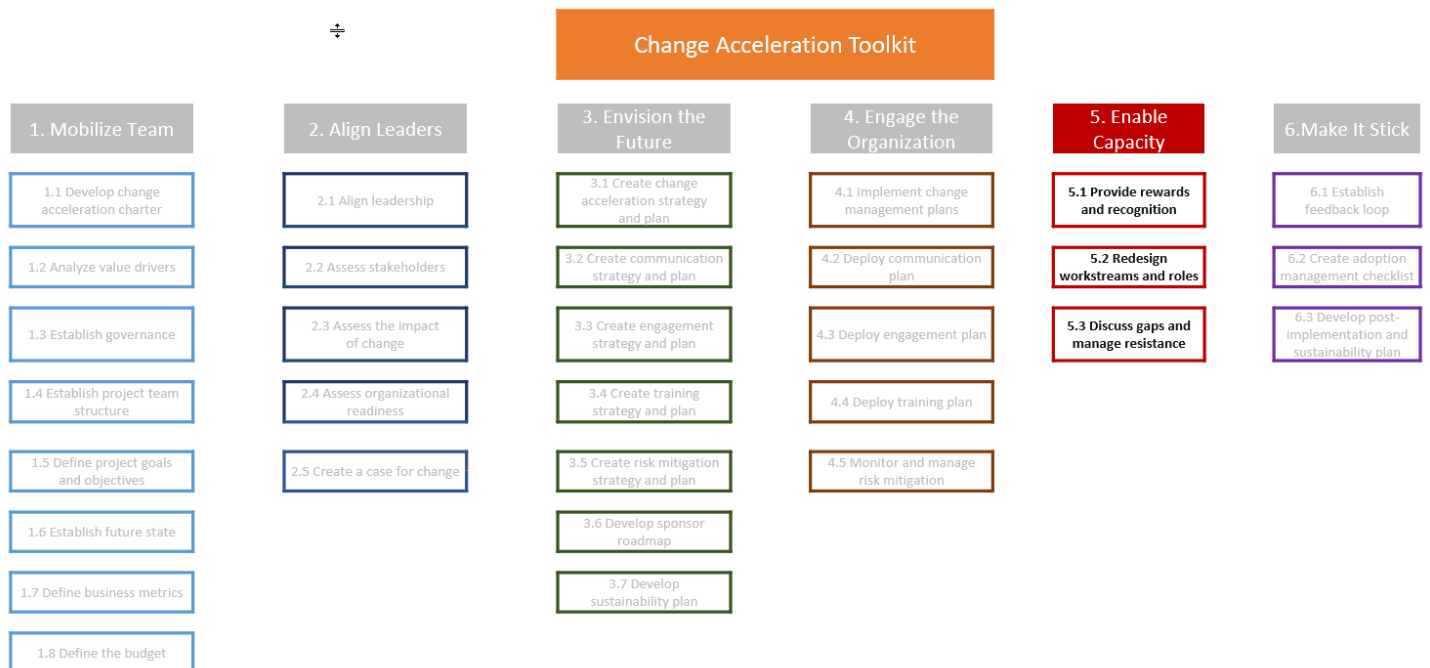 Change Acceleration Toolkit
1. Mobilize Team
1.1 Develop change
acceleration charter
1.2 Analyze value drivers
1.3 Establish governance
1.4 Establish project team
structure
1.5 Define project goals
and objectives
1.6 Establish future state
1.7 Define business metrics
1.8 Define the budget
2. Align Leaders
2.1 Align leadership
2.2 Assess stakeholders
2.3 Assess the impact
of change
2.4 Assess organizational
readiness
2.5 Create a case for change
3. Envision the
Future
3.1 Create change
acceleration strategy
and plan
3.2 Create communication
strategy and plan
3.3 Create engagement
strategy and plan
3.4 Create training
strategy and plan
3.5 Create risk mitigation
strategy and plan
3.6 Develop sponsor
roadmap
3.7 Develop
sustainability plan
4. Engage the
Organization
4.1 Implement change
management plans
4.2 Deploy communication
plan
4.3 Deploy engagement plan
4.4 Deploy training plan
4.5 Monitor and manage
risk mitigation
5. Enable
Capacity
5.1 Provide rewards
and recognition
5.2 Redesign
workstreams and roles
5.3 Discuss gaps and
manage resistance
6.Make It Stick
6.1 Establish
feedback loop
6.2 Create adoption
management checklist
6.3 Develop post-
implementation and
sustainability plan